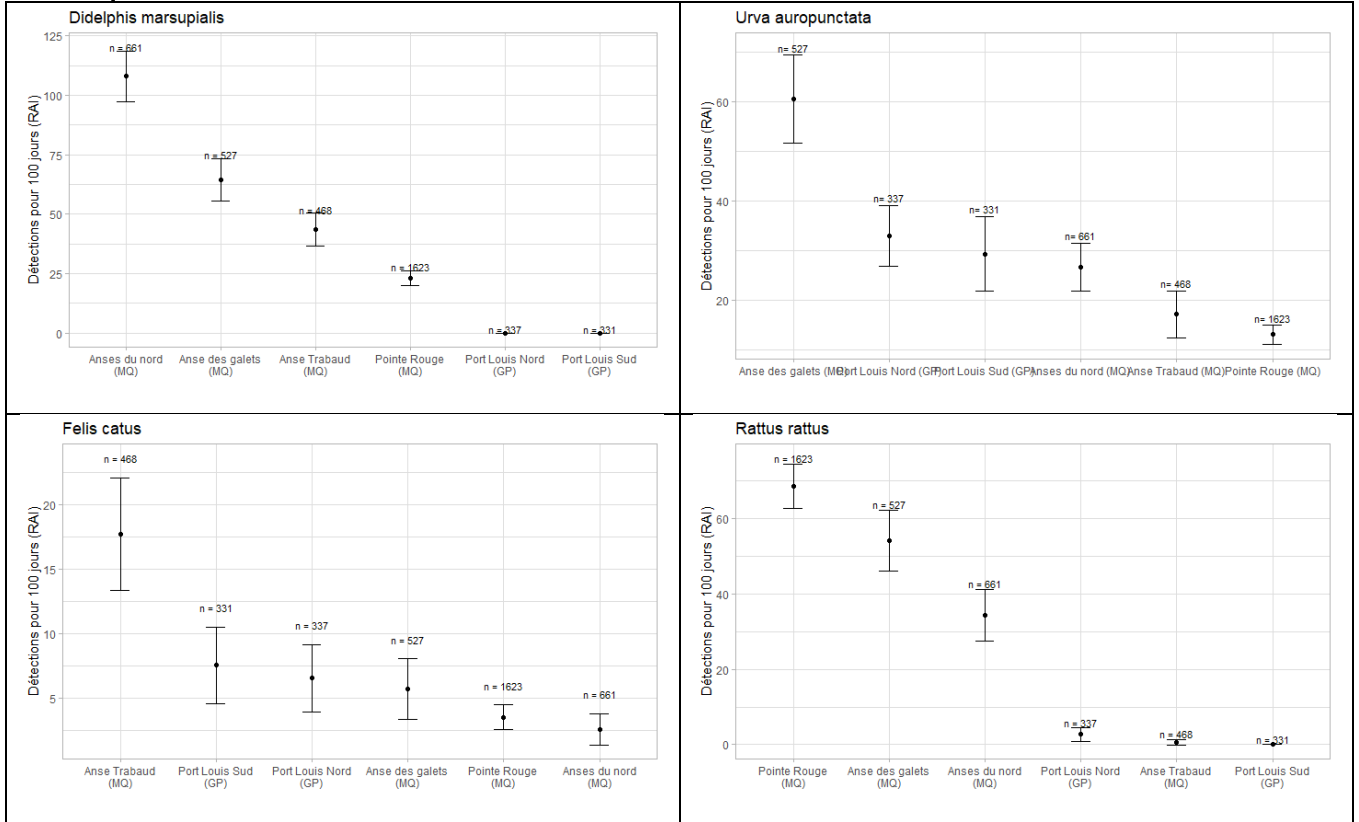 Didelphis marsupialis
Détections pour 100 jours (RAI)
125
100
75
50
25
0
n = 661
n = 527
n = 468
n = 1623
n = 337
n = 331
Anses du nord (MQ)
Anse des galets (MQ)
Anse Trabaud (MQ)
Pointe Rouge (MQ)
Port Louis Nord (GP)
Port Louis Sud (GP)
Urva auropunctata
Détections pour 100 jours (RAI)
60
40
20
n= 527
n= 337
n= 331
n= 661
n= 468
n= 1623
Anse des galets (MQ)
Port Louis Nord (GP)
Port Louis Sud (GP)
Anses du nord (MQ)
Anse Trabaud (MQ)
Pointe Rouge (MQ)
Felis catus
Détections pour 100 jours (RAI)
20
15
10
5
n = 468
n = 331
n = 337
n = 527
n = 1623
n = 661
Anse Trabaud (MQ)
Port Louis Sud (GP)
Port Louis Nord (GP)
Anse des galets (MQ)
Pointe Rouge (MQ)
Anses du nord (MQ)
Rattus rattus
Détections pour 100 jours (RAI)
60
40
20
0
n = 1623
n = 527
n = 661
n = 337
n = 468
n = 331
Pointe Rouge (MQ)
Anse des galets (MQ)
Anses du nord (MQ)
Port Louis Nord (GP)
Anse Trabaud (MQ)
Port Louis Sud (GP)